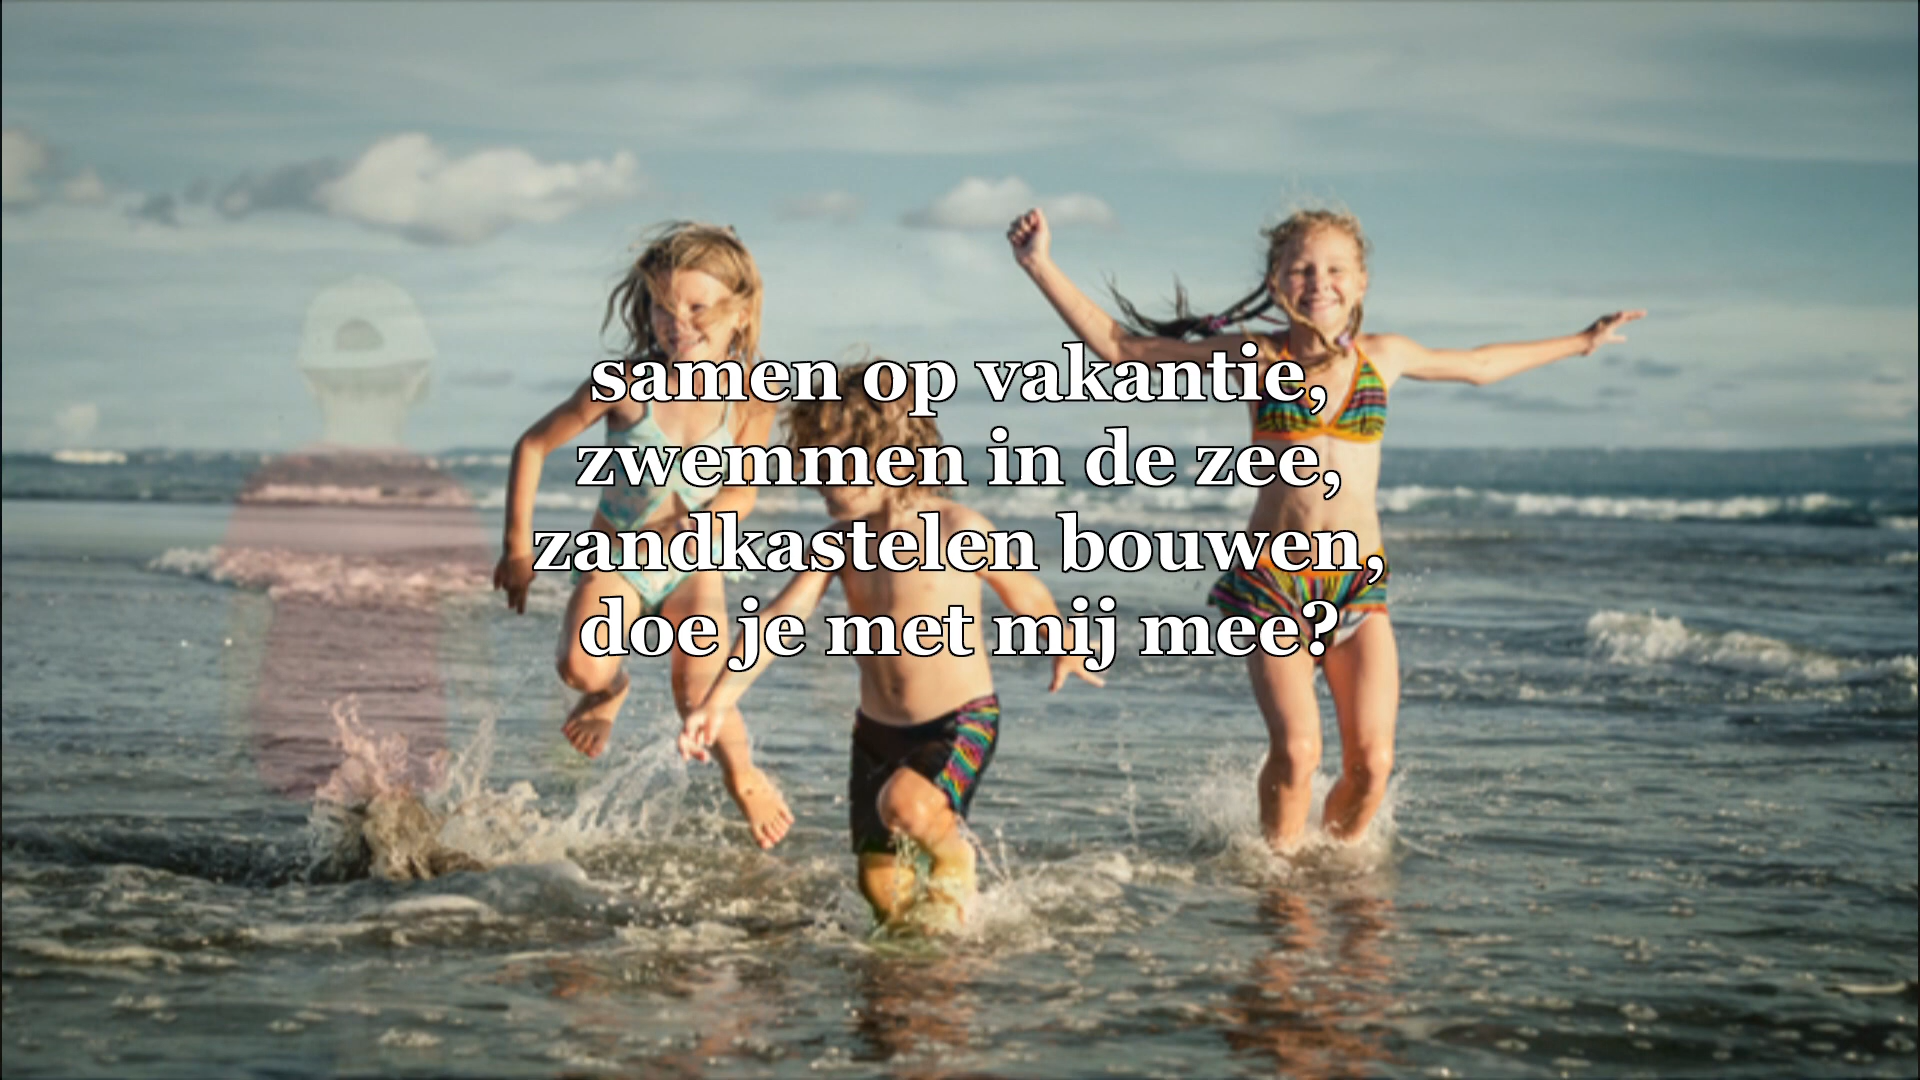 samen op vakantie,
zwemmen in de zee,
zandkastelen bouwen,
doe je met mij mee?